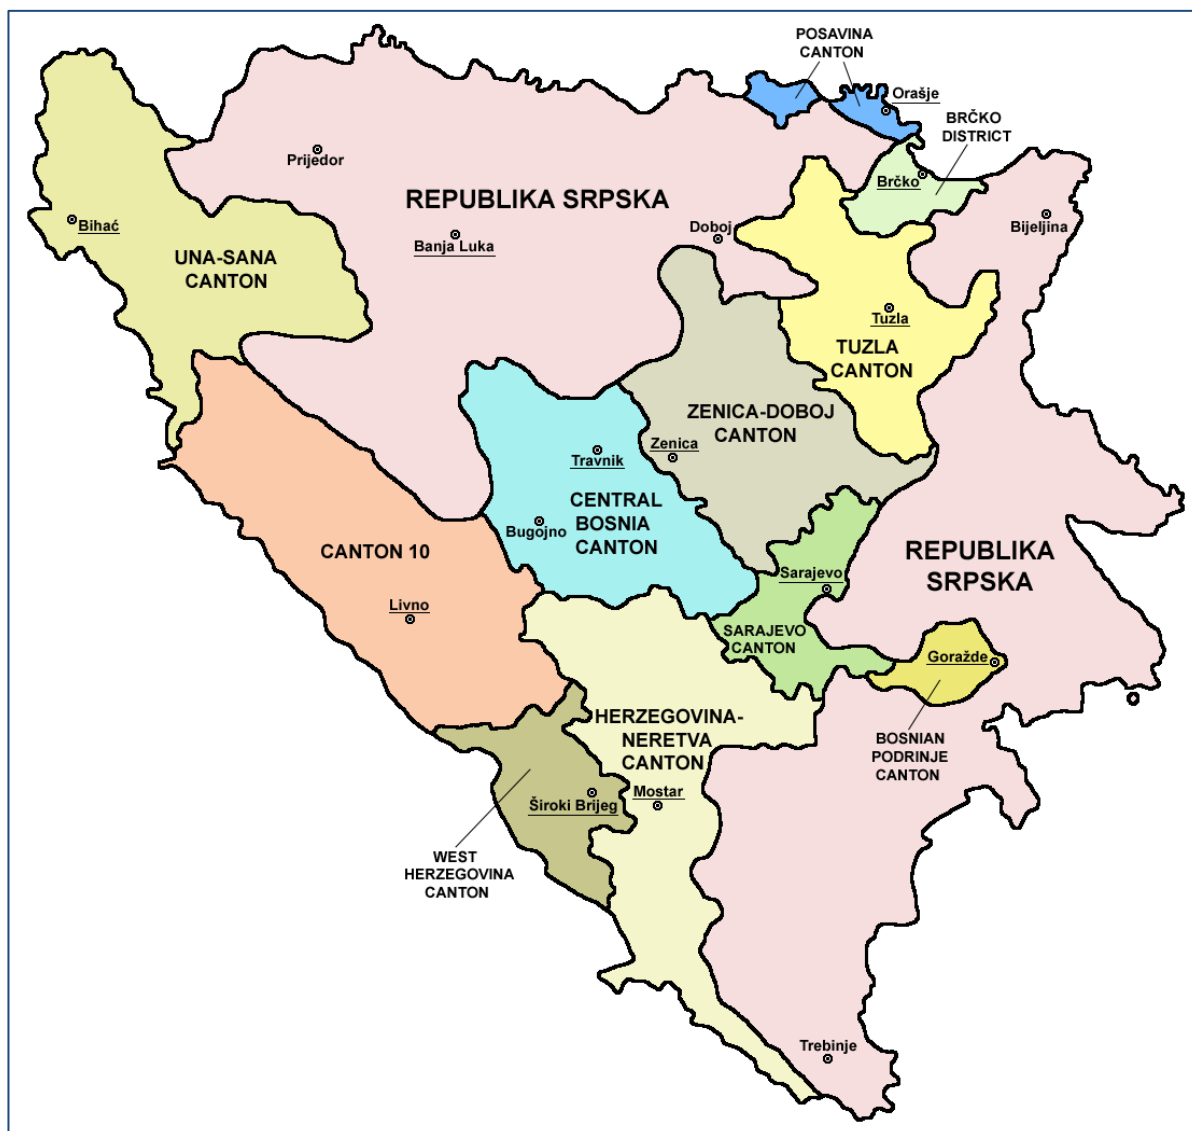 POSAVINA
CANTON
Orašje
BRČKO
DISTRICT
Prijedor
Brčko
REPUBLIKA SRPSKA
Bihać
Doboj
Bijeljina
Banja Luka
UNA-SANA
CANTON
Tuzla
TUZLA
CANTON
ZENICA-DOBOJ
CANTON
Zenica
Travnik
CENTRAL
BOSNIA
CANTON
Bugojno
CANTON 10
REPUBLIKA
SRPSKA
Sarajevo
Livno
SARAJEVO
CANTON
Goražde
HERZEGOVINA-
NERETVA
CANTON
BOSNIAN
PODRINJE
CANTON
Mostar
Široki Brijeg
WEST
HERZEGOVINA
CANTON
Trebinje